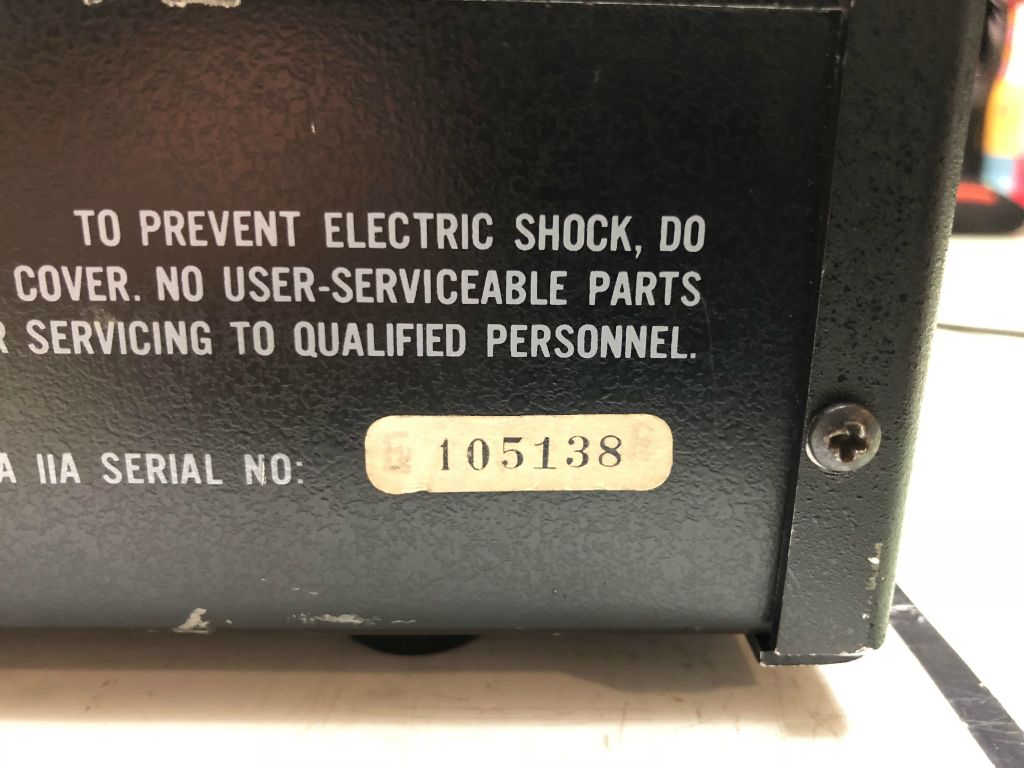 TO PREVENT ELECTRIC SHOCK, DO
COVER. NO USER-SERVICEABLE PARTS
R SERVICING TO QUALIFIED PERSONNEL.
A IIA SERIAL NO: 105138